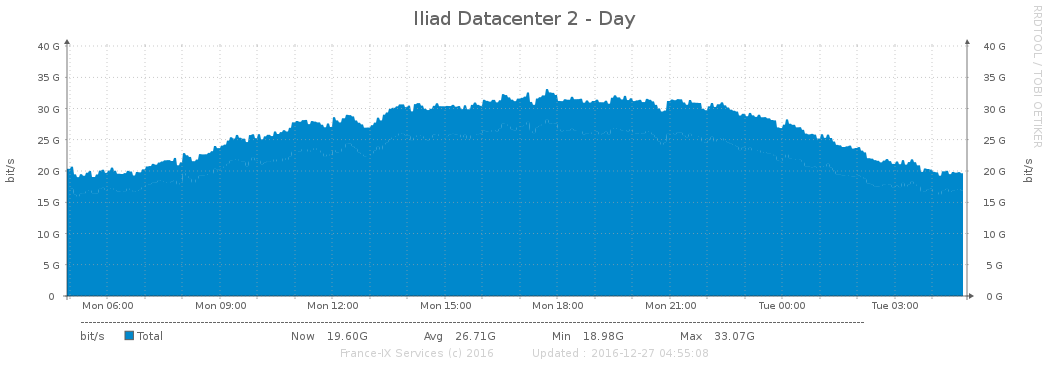 Iliad Datacenter 2 - Day
RRDTOOL / TOBI OETIKER
40 G 40 G
35 G 35 G
30 G 30 G
25 G 25 G
20 G 20 G
15 G 15 G
10 G 10 G
5 G 5 G
0 0 G
bit/s
bit/s
Mon 06:00 Mon 09:00 Mon 12:00 Mon 15:00 Mon 18:00 Mon 21:00 Tue 00:00 Tue 03:00
bit/s Total Now 19.60G Avg 26.71G Min 18.98G Max 33.07G
France-IX Services (c) 2016 Updated : 2016-12-27 04:55:08